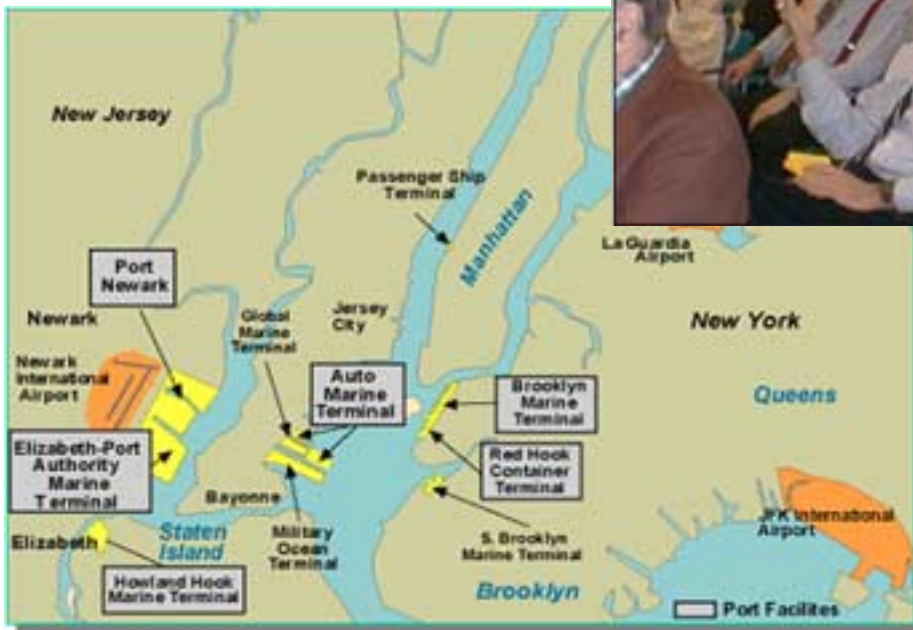 New Jersey
Passenger Ship
Terminal
Manhattan
La Guardia
Airport
Port
Newark
Newark
Global
Marine
Terminal
Jersey
City
New York
Newark
International
Airport
Auto
Marine
Terminal
Brooklyn
Marine
Terminal
Queens
Elizabeth-Port
Authority
Marine
Terminal
Red Hook
Container
Terminal
Bayonne
Elizabeth
Staten
Island
Military
Ocean
Terminal
S. Brooklyn
Marine Terminal
JFK International
Airport
Howland Hook
Marine Terminal
Brooklyn
Port Facilites